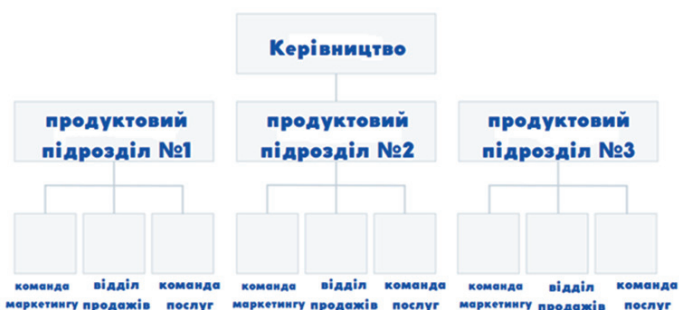 Керівництво
продуктовий
підрозділ №1
продуктовий
підрозділ №2
продуктовий
підрозділ №3
команда
маркетингу
відділ
продажів
команда
послуг
команда
маркетингу
відділ
продажів
команда
послуг
команда
маркетингу
відділ
продажів
команда
послуг